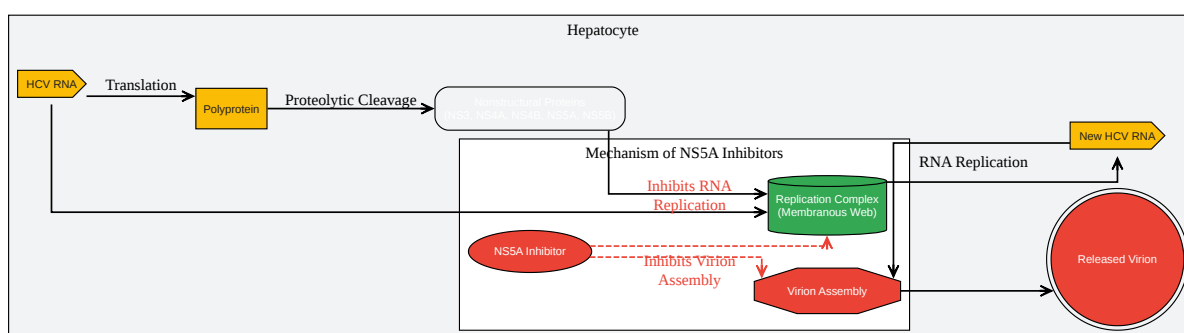 Hepatocyte
HCV RNA
Translation
Polyprotein
Proteolytic Cleavage
Nonstructural Proteins
(NS3, NS4A, NS4B, NS5A, NS5B)
New HCV RNA
Mechanism of NS5A Inhibitors
RNA Replication
Inhibits RNA
Replication
Replication Complex
(Membranous Web)
NS5A Inhibitor
Inhibits Virion
Assembly
Virion Assembly
Released Virion